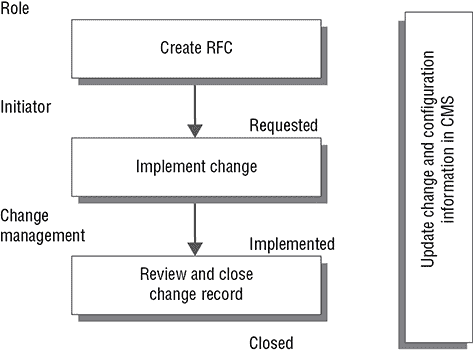 Role
Create RFC
Initiator
Requested
Implement change
Change
management
Implemented
Review and close
change record
Closed
Update change and configuration
information in CMS